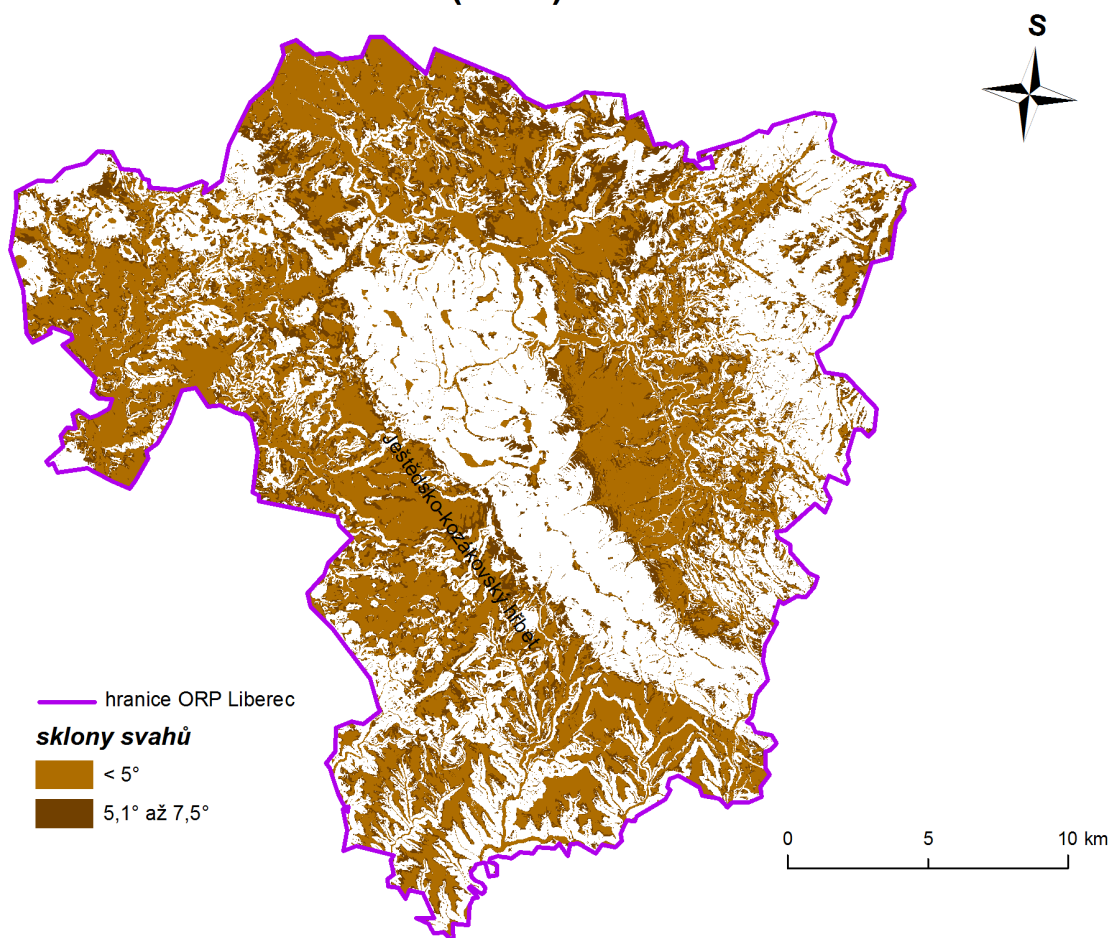 S
Ještědsko-kozákovský hřbet
hranice ORP Liberec
sklony svahů
< 5°
5,1° až 7,5°
0 5 10 km